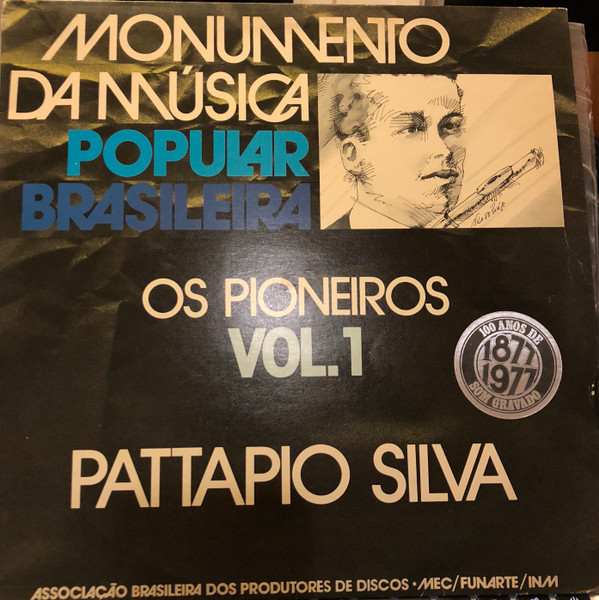 MONUMENTO
DA MÚSICA
POPULAR
BRASILEIRA
OS PIONEIROS
VOL.1
100 ANOS DE
1877
1977
SOM GRAVADO
PATTAPIO SILVA
ASSOCIAÇÃO BRASILEIRA DOS PRODUTORES DE DISCOS • MEC/FUNARTE/INM